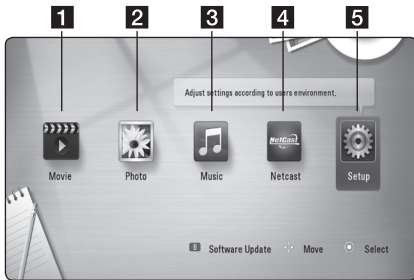 1 2 3 4 5
Adjust settings according to users environment.
NetCast
Movie Photo Music Netcast Setup
Software Update Move Select